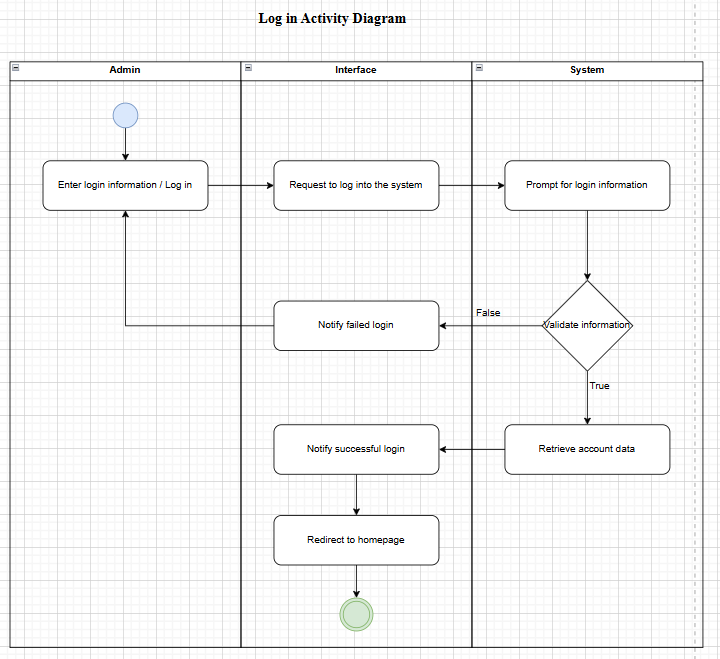 Log in Activity Diagram
Admin
Interface
System
Enter login information / Log in
Request to log into the system
Prompt for login information
Notify failed login
False
Validate information
True
Notify successful login
Retrieve account data
Redirect to homepage